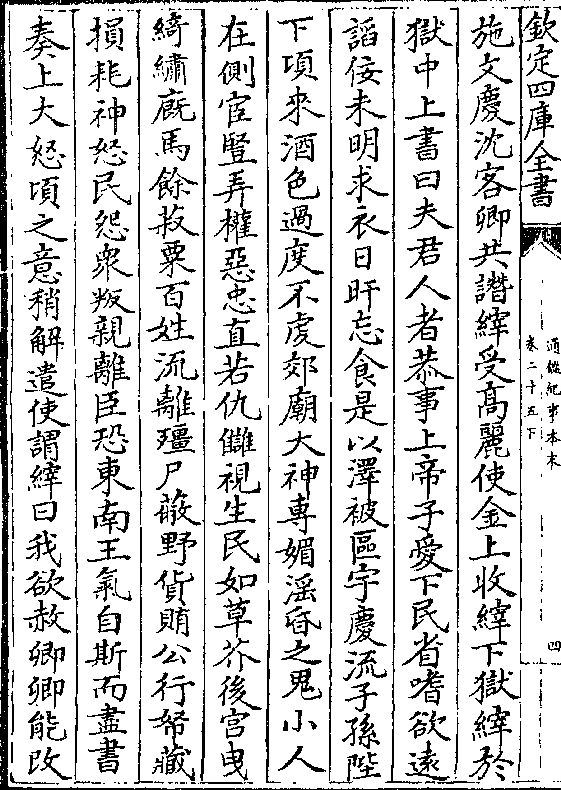 欽定四庫全書
通鑑紀事本末
卷二十五下
四
施文慶沈客卿共譖縡受髙麗使金上收縡下獄縡於
獄中上書曰夫君人者恭事上帝子愛下民省嗜欲逺
謟佞未明求衣日旰忘食是以澤被區宇慶流子孫陛
下頃來酒色過度不䖍郊廟大神專媚淫昏之鬼小人
在側宦豎弄權惡忠直若仇讎視生民如草芥後宫曳
綺繡廐馬餘菽粟百姓流離殭尸蔽野貨賄公行帑藏
損耗神怒民怨衆叛親離臣恐東南王氣自斯而盡書
奏上大怒頃之意稍解遣使謂縡曰我欲赦卿卿能改